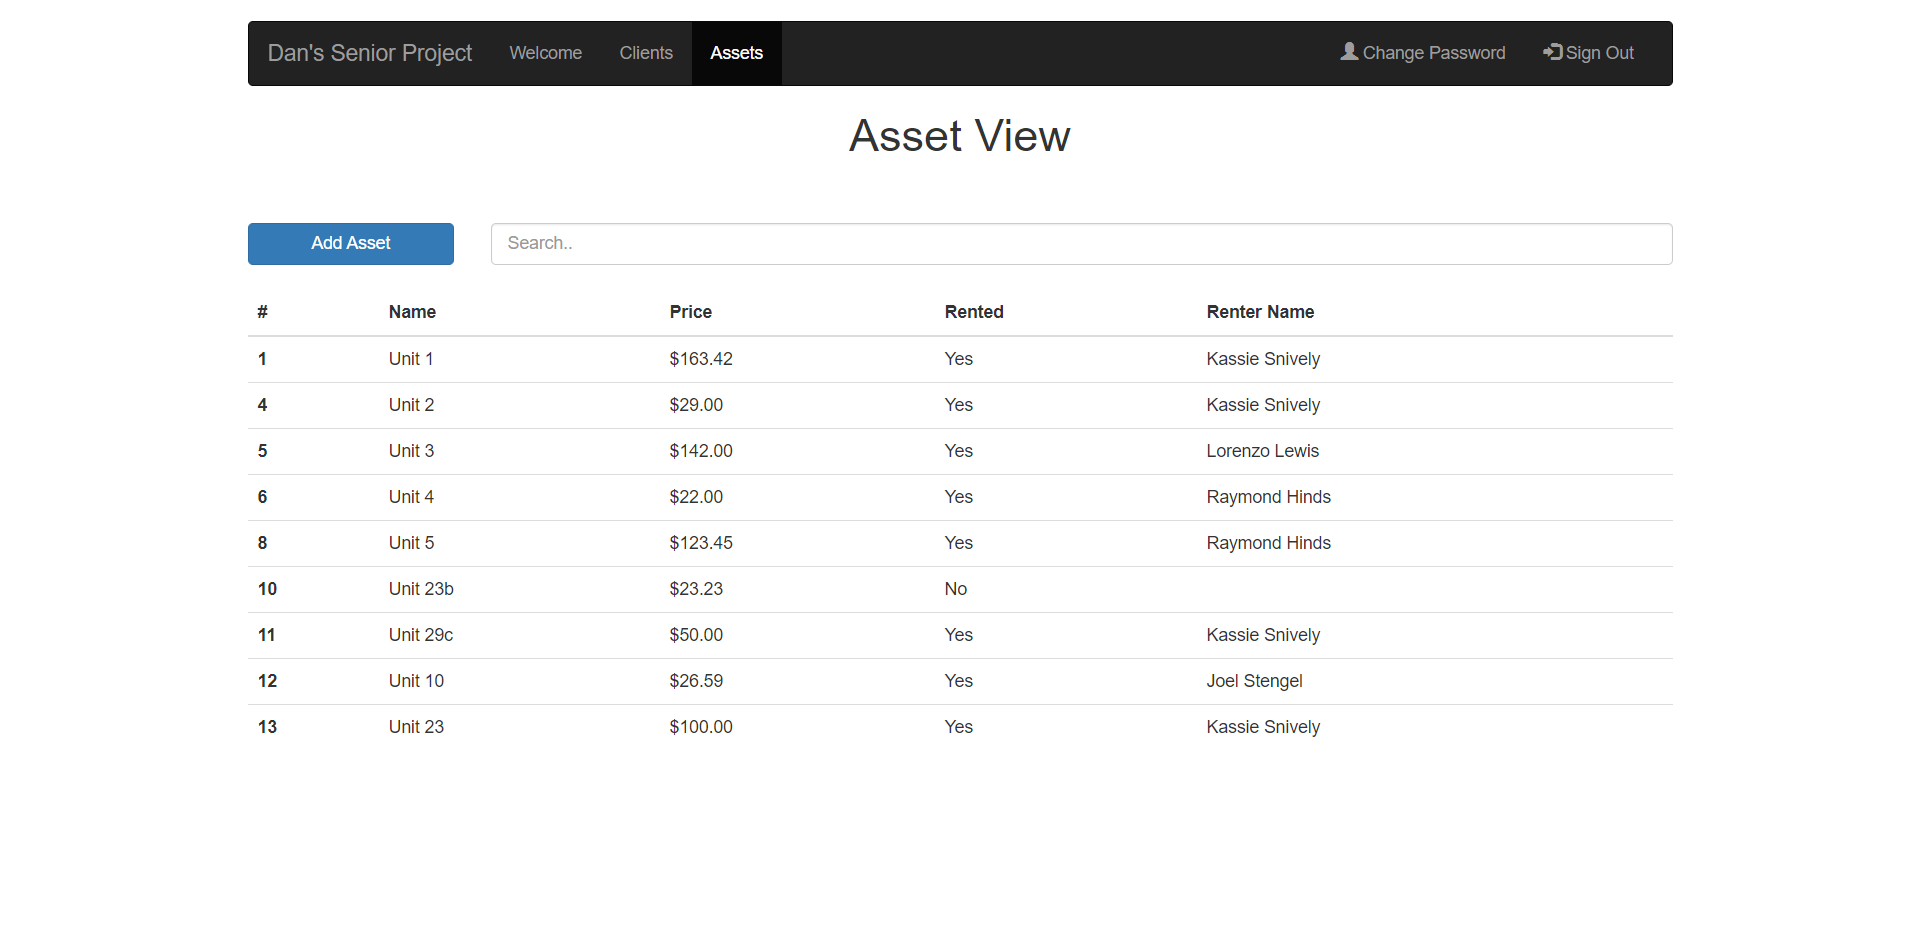 Dan's Senior Project Welcome Clients Assets Change Password Sign Out
Asset View
Add Asset Search..
# Name Price Rented Renter Name
1 Unit 1 $163.42 Yes Kassie Snively
4 Unit 2 $29.00 Yes Kassie Snively
5 Unit 3 $142.00 Yes Lorenzo Lewis
6 Unit 4 $22.00 Yes Raymond Hinds
8 Unit 5 $123.45 Yes Raymond Hinds
10 Unit 23b $23.23 No
11 Unit 29c $50.00 Yes Kassie Snively
12 Unit 10 $26.59 Yes Joel Stengel
13 Unit 23 $100.00 Yes Kassie Snively